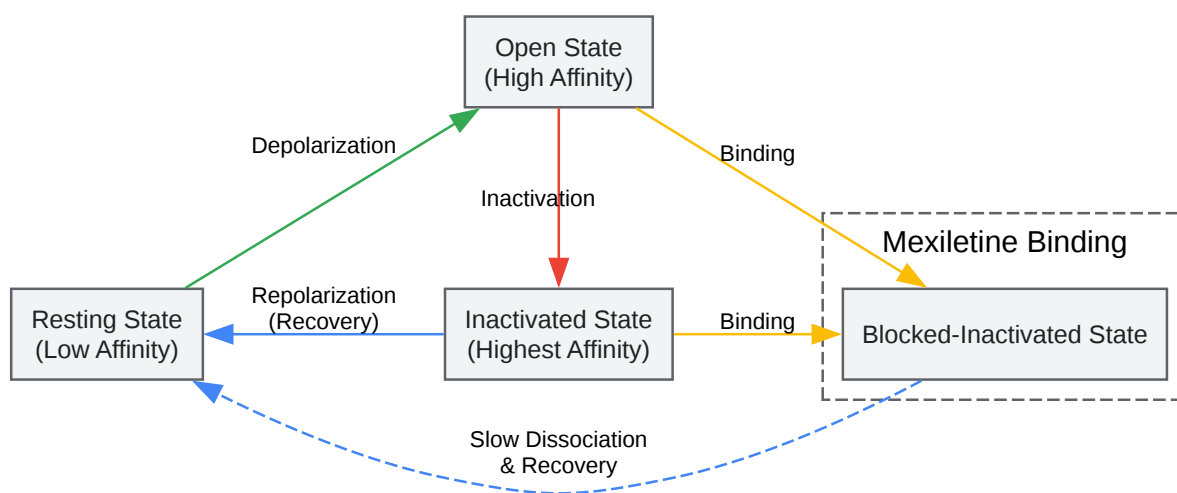 Open State
(High Affinity)
Depolarization
Binding
Inactivation
Mexiletine Binding
Resting State
(Low Affinity)
Repolarization
(Recovery)
Inactivated State
(Highest Affinity)
Binding
Blocked-Inactivated State
Slow Dissociation
& Recovery